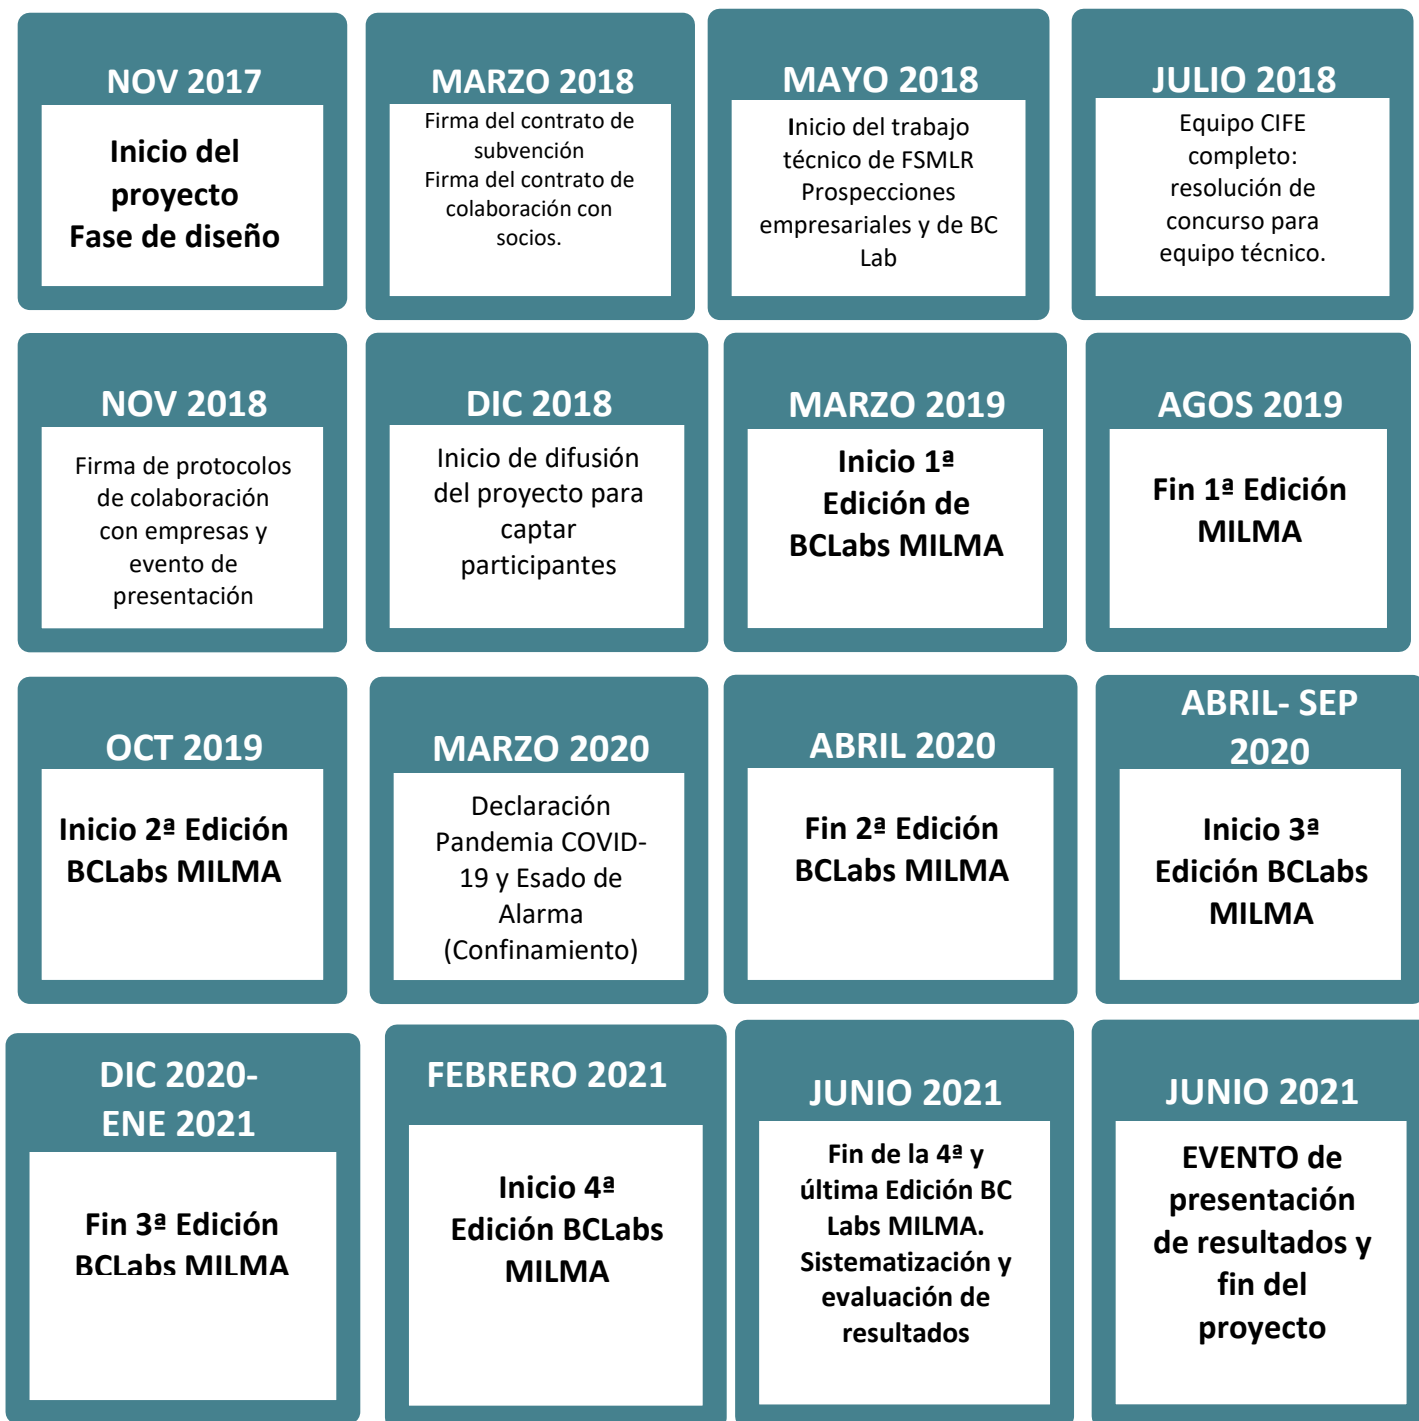 NOV 2017
Inicio del
proyecto
Fase de diseño
MARZO 2018
Firma del contrato de
subvención
Firma del contrato de
colaboración con
socios.
MAYO 2018
Inicio del trabajo
técnico de FSMLR
Prospecciones
empresariales y de BC
Lab
JULIO 2018
Equipo CIFE
completo:
resolución de
concurso para
equipo técnico.
NOV 2018
Firma de protocolos
de colaboración
con empresas y
evento de
presentación
DIC 2018
Inicio de difusión
del proyecto para
captar
participantes
MARZO 2019
Inicio 1ª
Edición de
BCLabs MILMA
AGOS 2019
Fin 1ª Edición
MILMA
OCT 2019
Inicio 2ª Edición
BCLabs MILMA
MARZO 2020
Declaración
Pandemia COVID-
19 y Esado de
Alarma
(Confinamiento)
ABRIL 2020
Fin 2ª Edición
BCLabs MILMA
ABRIL- SEP
2020
Inicio 3ª
Edición BCLabs
MILMA
DIC 2020-
ENE 2021
Fin 3ª Edición
BCLabs MILMA
FEBRERO 2021
Inicio 4ª
Edición BCLabs
MILMA
JUNIO 2021
Fin de la 4ª y
última Edición BC
Labs MILMA.
Sistematización y
evaluación de
resultados
JUNIO 2021
EVENTO de
presentación
de resultados y
fin del
proyecto